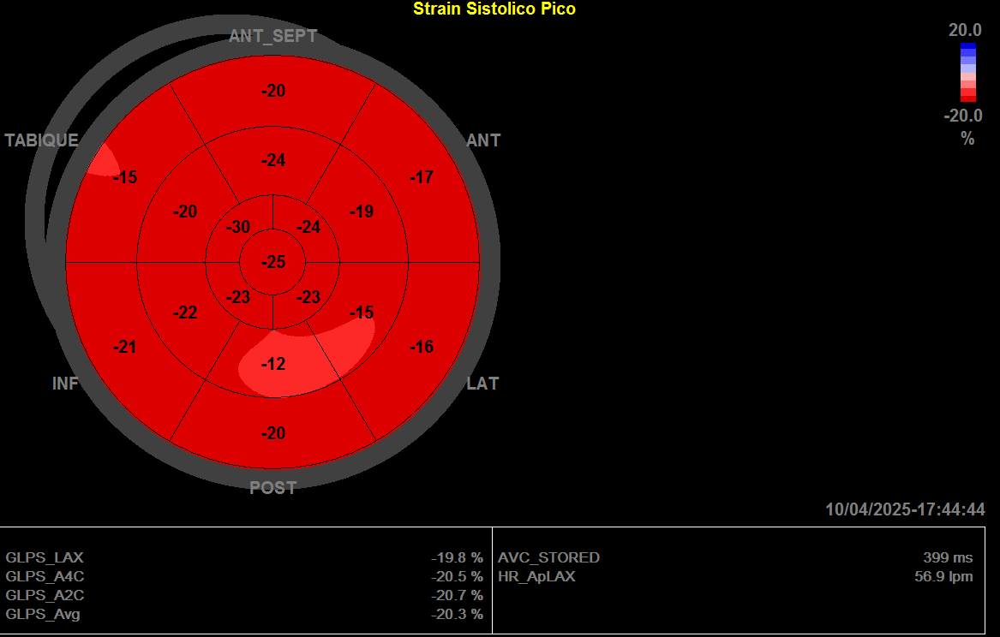 Strain Sistolico Pico
20.0
-20.0
%
ANT_SEPT
TABIQUE
ANT
-20
-24
-15
-17
-20
-19
-30
-24
-25
-23
-23
-22
-15
-21
-16
-12
INF
LAT
-20
POST
10/04/2025-17:44:44
GLPS_LAX -19.8 %
GLPS_A4C -20.5 %
GLPS_A2C -20.7 %
GLPS_Avg -20.3 %
AVC_STORED 399 ms
HR_ApLAX 56.9 lpm